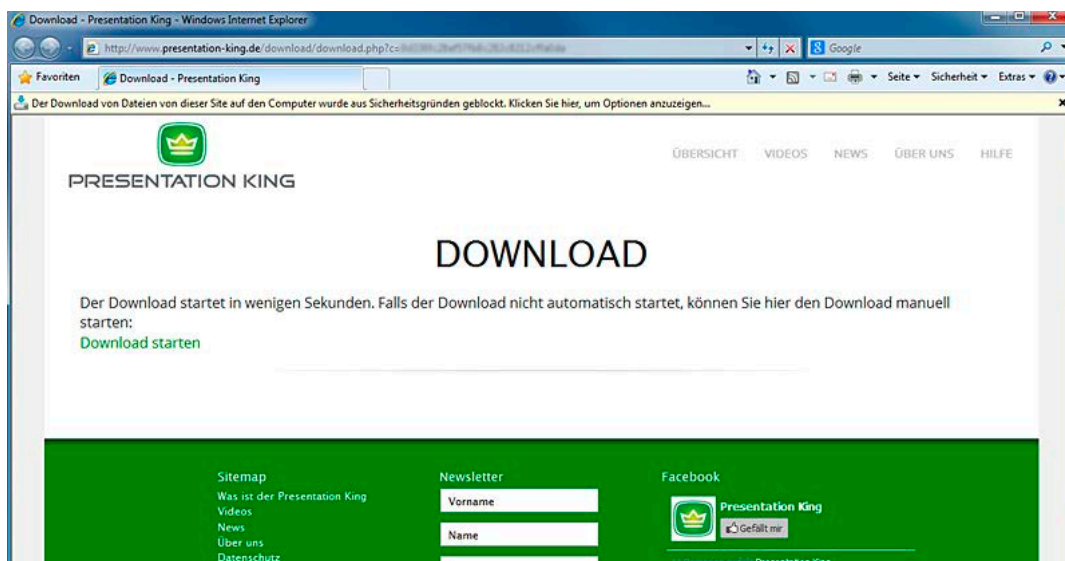 Download - Presentation King - Windows Internet Explorer
http://www.presentation-king.de/download/download.php?c=
Google
Favoriten
Download - Presentation King
Seite
Sicherheit
Extras
Der Download von Dateien von dieser Site auf den Computer wurde aus Sicherheitsgründen geblockt. Klicken Sie hier, um Optionen anzuzeigen...
ÜBERSICHT VIDEOS NEWS ÜBER UNS HILFE
PRESENTATION KING
DOWNLOAD
Der Download startet in wenigen Sekunden. Falls der Download nicht automatisch startet, können Sie hier den Download manuell
starten:
Download starten
Sitemap
Was ist der Presentation King
Videos
News
Über uns
Datenschutz
Newsletter
Vorname
Name
Facebook
Presentation King
Gefällt mir
Presentation King